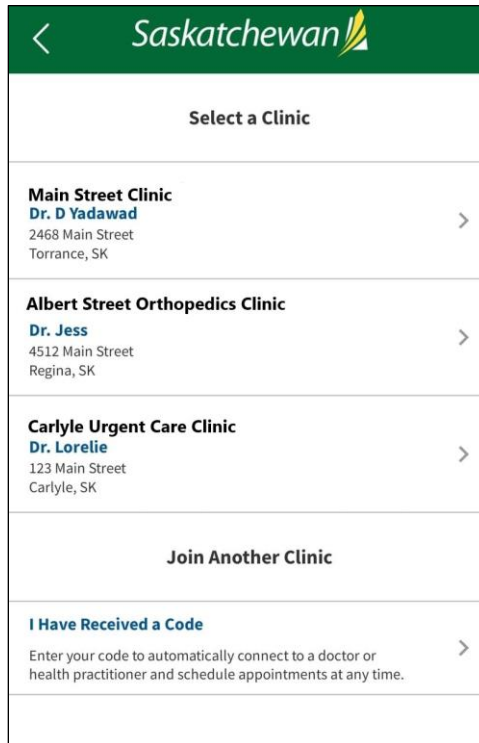 Saskatchewan
Select a Clinic
Main Street Clinic
Dr. D Yadawad
2468 Main Street
Torrance, SK
Albert Street Orthopedics Clinic
Dr. Jess
4512 Main Street
Regina, SK
Carlyle Urgent Care Clinic
Dr. Lorelie
123 Main Street
Carlyle, SK
Join Another Clinic
I Have Received a Code
Enter your code to automatically connect to a doctor or
health practitioner and schedule appointments at any time.